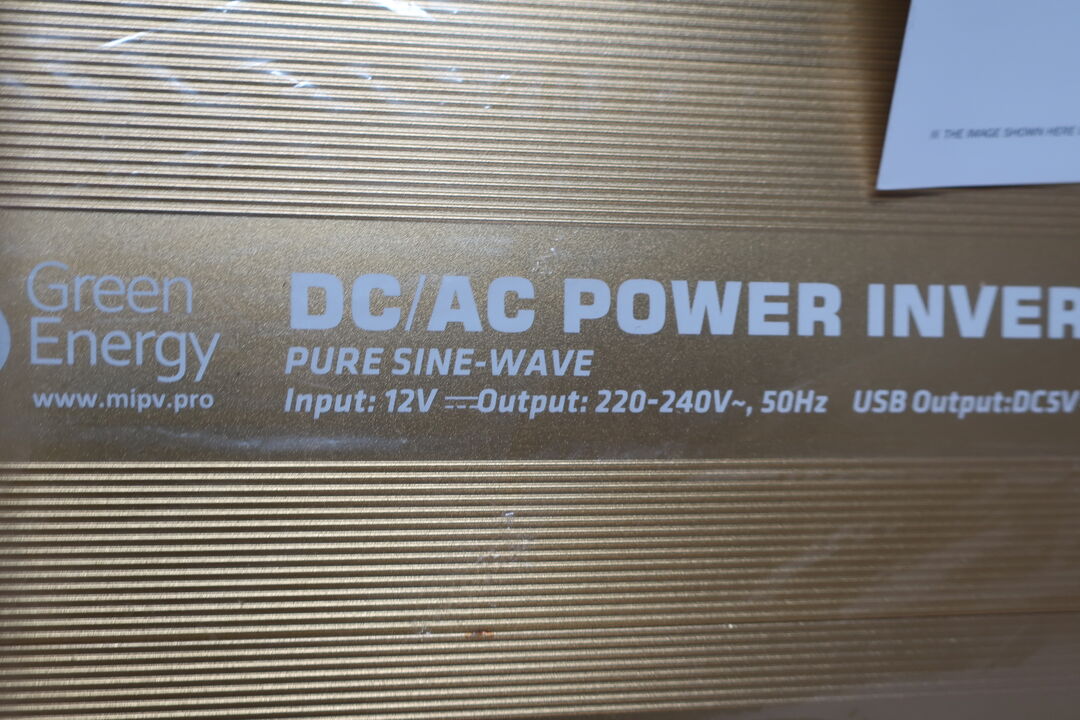 ※ THE IMAGE SHOWN HERE
Green
Energy
www.mipv.pro
DC/AC POWER INVER
PURE SINE-WAVE
Input: 12V ⎓Output: 220-240V~, 50Hz USB Output:DC5V